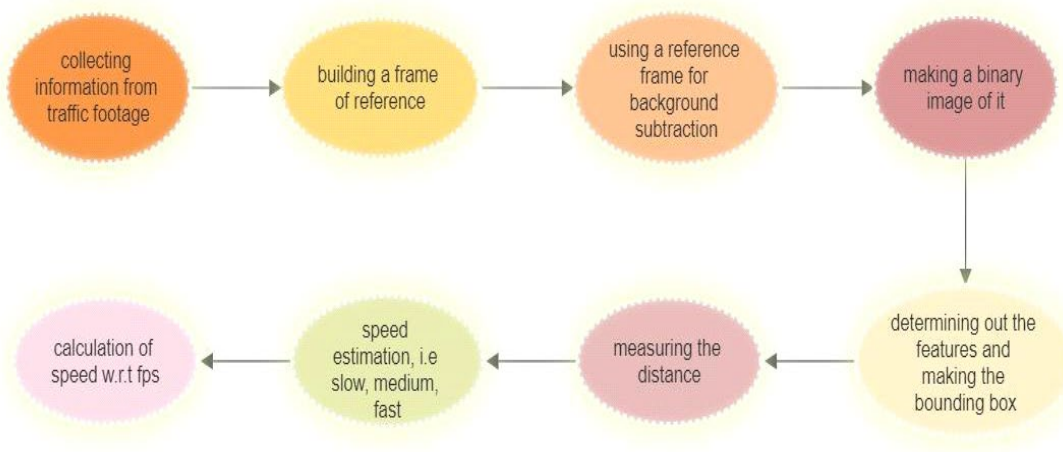 collecting
information from
traffic footage
building a frame
of reference
using a reference
frame for
background
subtraction
making a binary
image of it
determining out the
features and
making the
bounding box
measuring the
distance
speed
estimation, i.e
slow, medium,
fast
calculation of
speed w.r.t fps